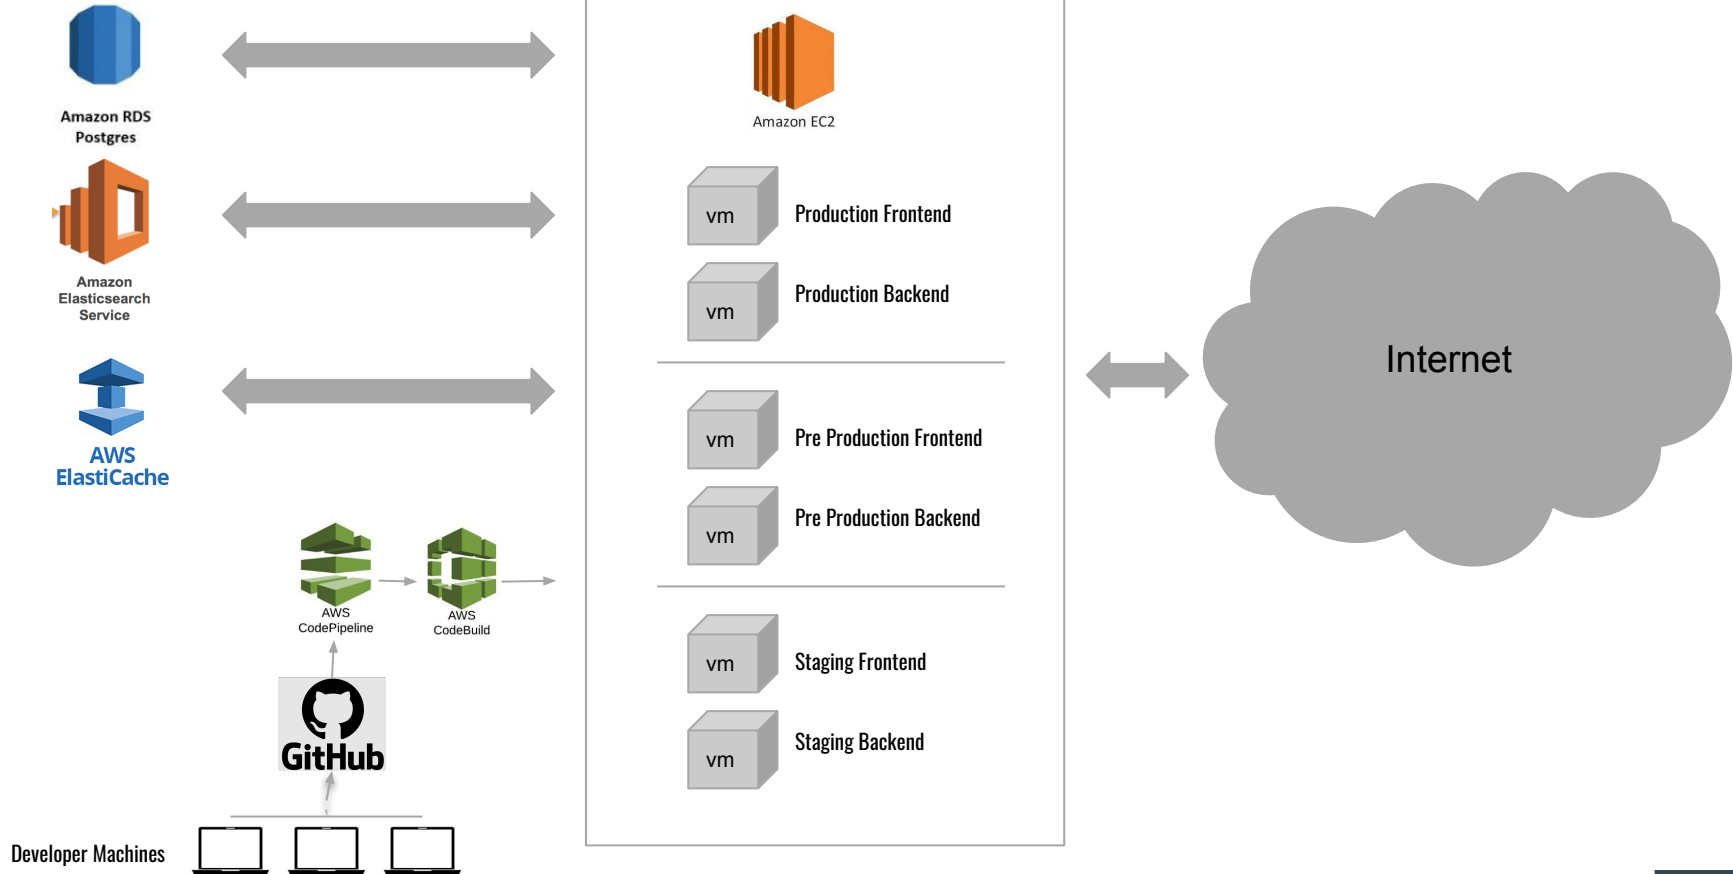 Amazon RDS
Postgres
Amazon
Elasticsearch
Service
AWS
ElastiCache
AWS
CodePipeline
AWS
CodeBuild
GitHub
Developer Machines
Amazon EC2
vm
Production Frontend
vm
Production Backend
vm
Pre Production Frontend
vm
Pre Production Backend
vm
Staging Frontend
vm
Staging Backend
Internet